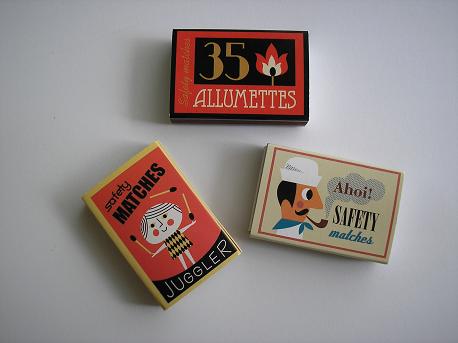 Safety matches
35
ALLUMETTES
safety
MATCHES
JUGGLER
Ahoi!
SAFETY
matches